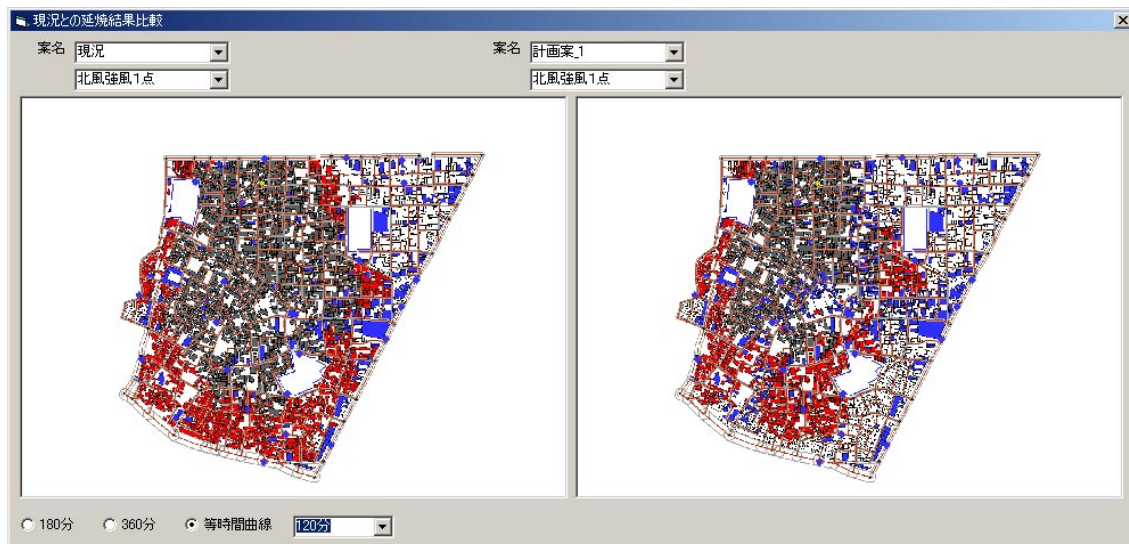 現況との延焼結果比較
案名 現況
案名 計画案_1
北風強風1点
北風強風1点
180分 360分 等時間曲線 120分